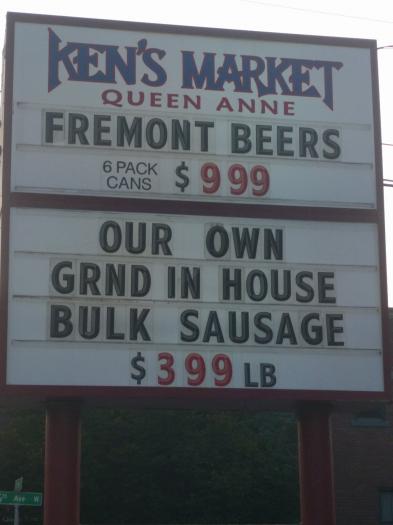 KEN'S MARKET
QUEEN ANNE
FREMONT BEERS
6 PACK
CANS $ 999
OUR OWN
GRND IN HOUSE
BULK SAUSAGE
$ 399 LB
Ave W